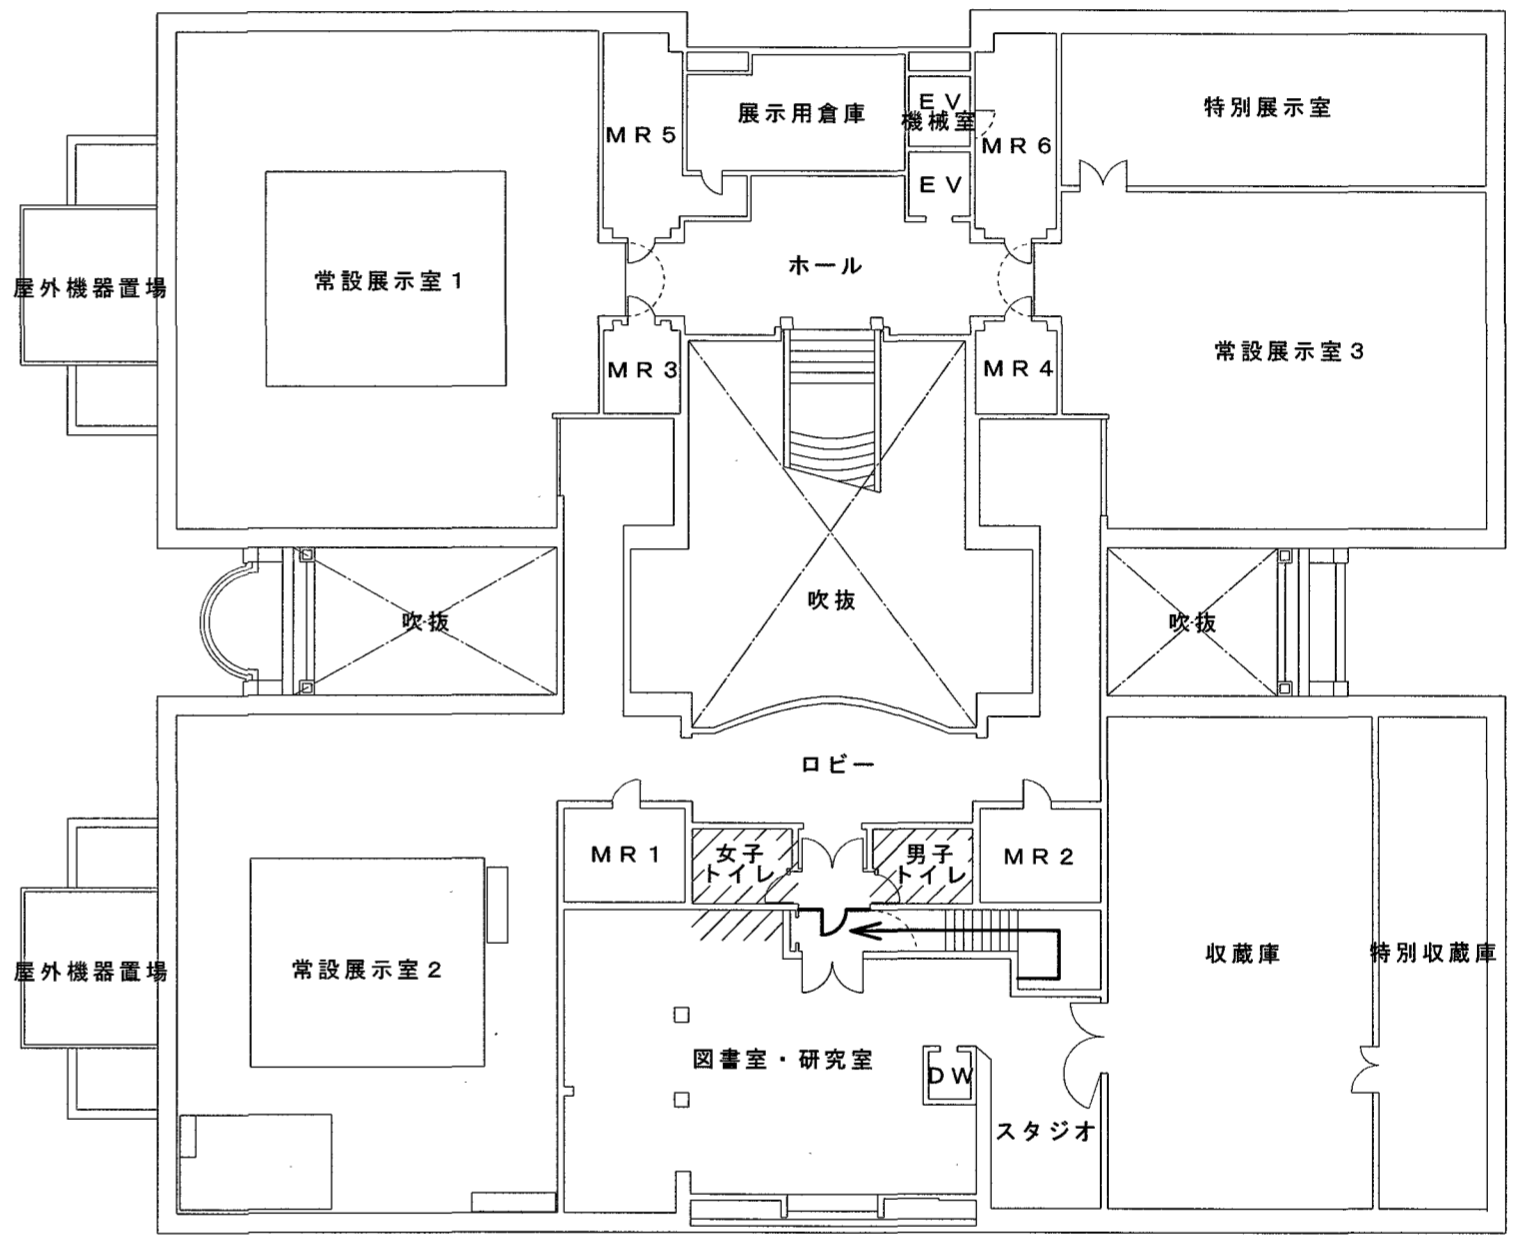 特別展示室
ＥＶ
機械室
展示用倉庫
ＭＲ５
ＭＲ６
ＥＶ
ホール
常設展示室１
屋外機器置場
常設展示室３
ＭＲ３
ＭＲ４
吹抜
吹抜
吹抜
ロビー
ＭＲ１
女子
トイレ
男子
トイレ
ＭＲ２
収蔵庫
特別収蔵庫
屋外機器置場
常設展示室２
図書室・研究室
ＤＷ
スタジオ